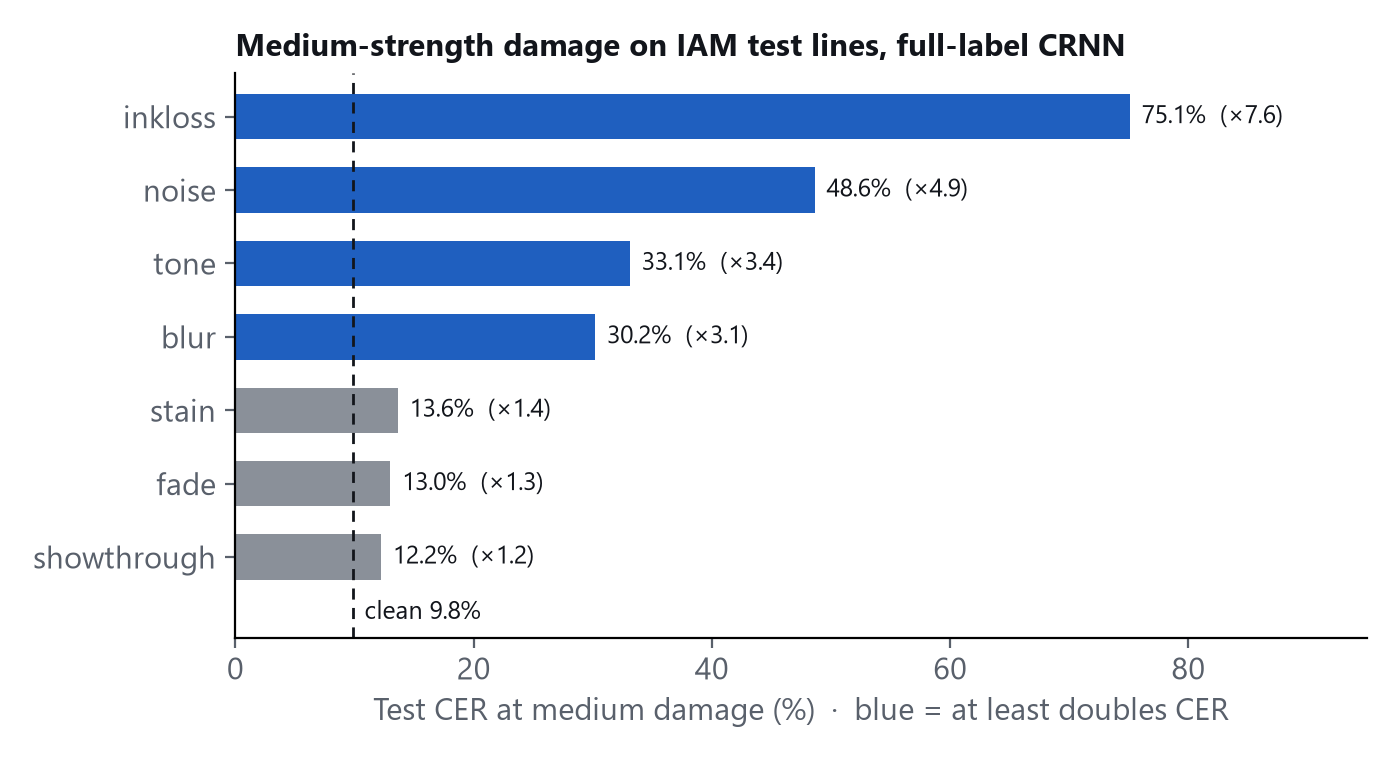 Medium-strength damage on IAM test lines, full-label CRNN
inkloss 75.1% (×7.6)
noise 48.6% (×4.9)
tone 33.1% (×3.4)
blur 30.2% (×3.1)
stain 13.6% (×1.4)
fade 13.0% (×1.3)
showthrough 12.2% (×1.2)
clean 9.8%
0 20 40 60 80
Test CER at medium damage (%) · blue = at least doubles CER